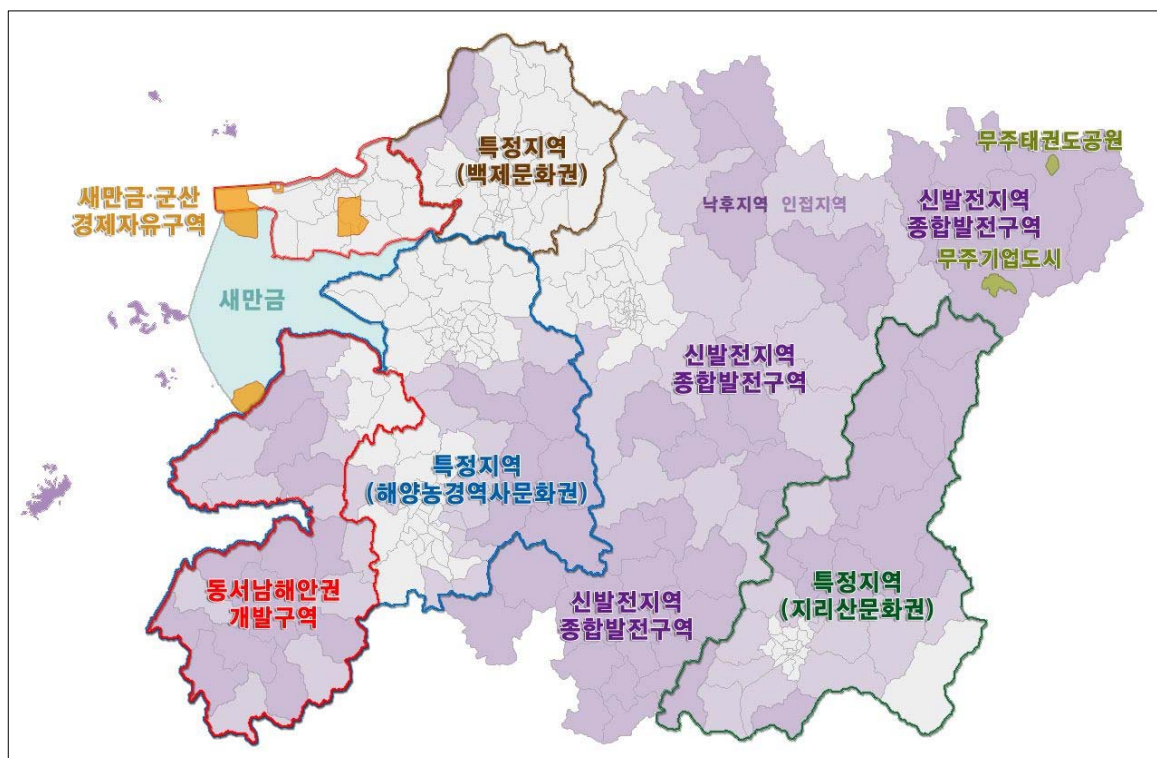 특정지역
(백제문화권)
무주태권도공원
새만금·군산
경제자유구역
낙후지역 인접지역
신발전지역
종합발전구역
무주기업도시
새만금
신발전지역
종합발전구역
특정지역
(해양농경역사문화권)
동서남해안권
개발구역
신발전지역
종합발전구역
특정지역
(지리산문화권)